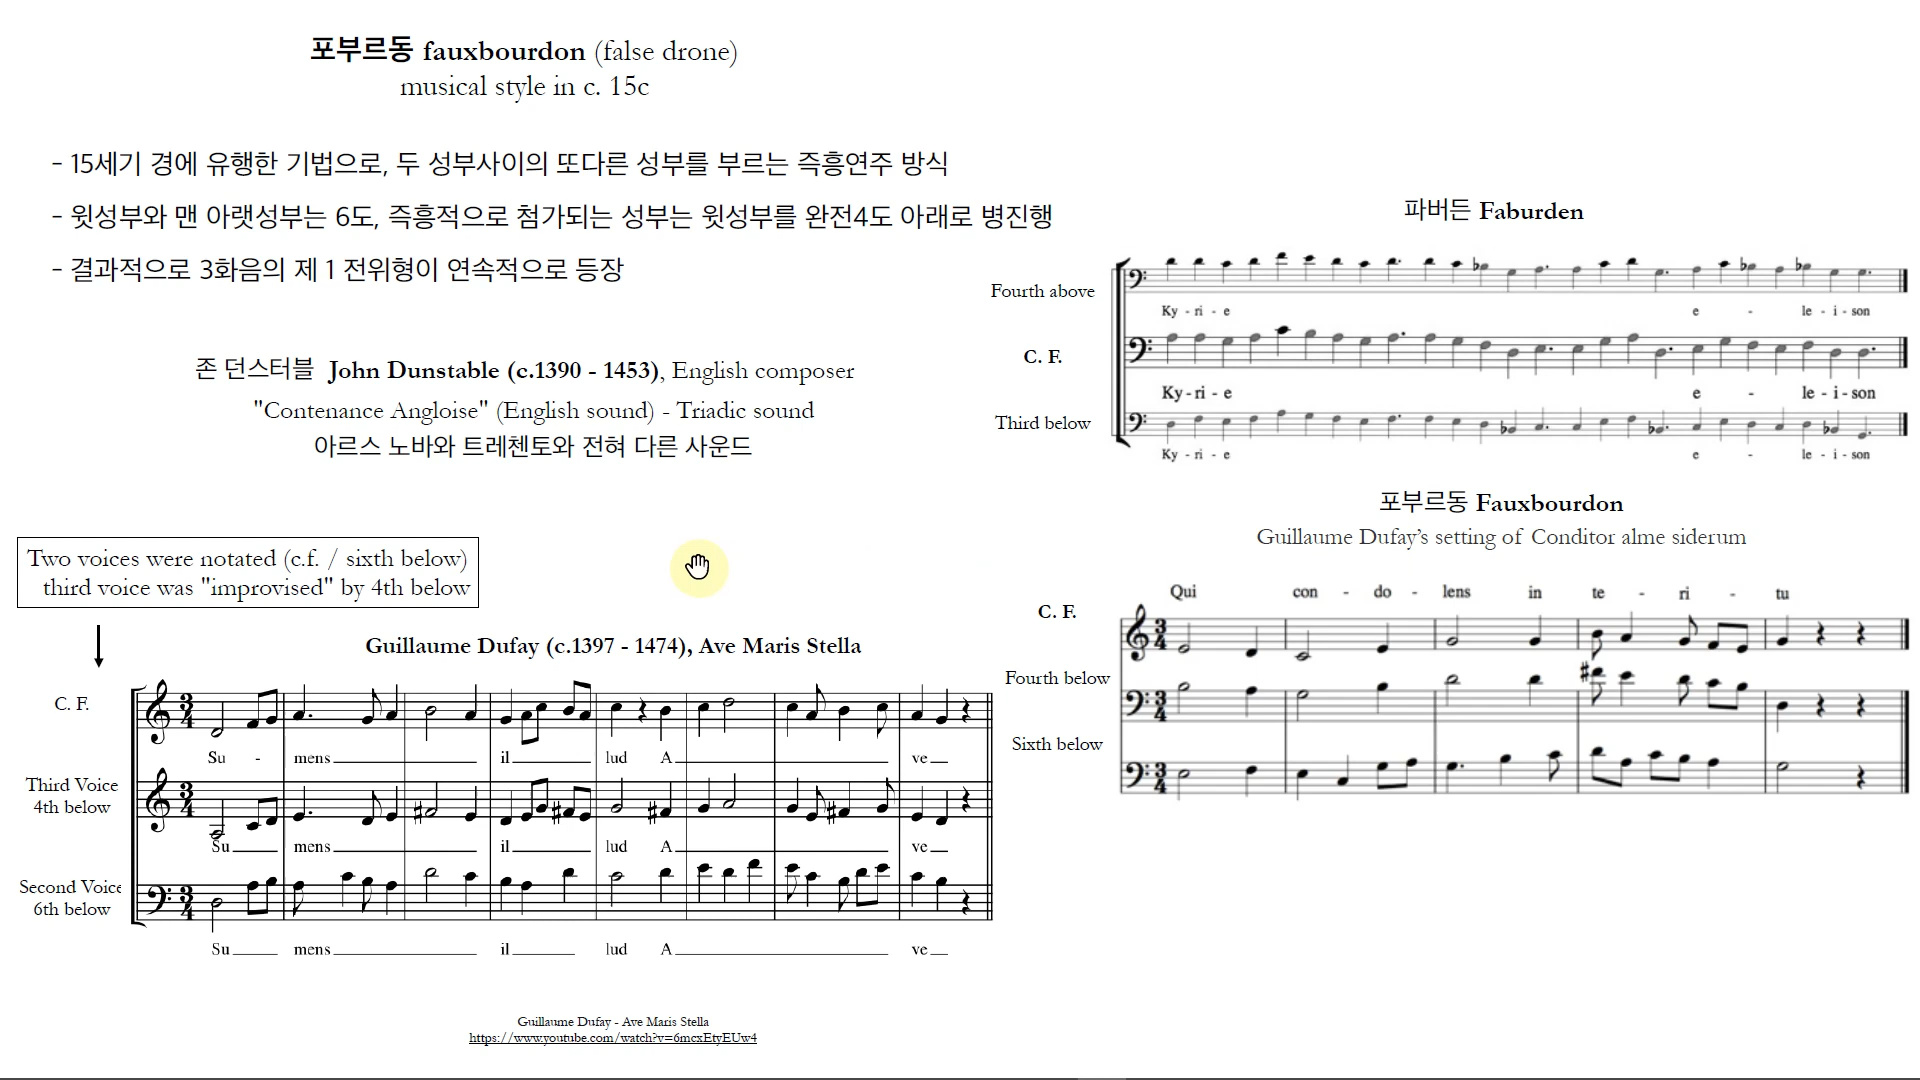 포부르동 fauxbourdon (false drone)
musical style in c. 15c
- 15세기 경에 유행한 기법으로, 두 성부사이의 또다른 성부를 부르는 즉흥연주 방식
- 윗성부와 맨 아랫성부는 6도, 즉흥적으로 첨가되는 성부는 윗성부를 완전4도 아래로 병진행
- 결과적으로 3화음의 제 1 전위형이 연속적으로 등장
존 던스터블 John Dunstable (c.1390 - 1453), English composer
"Contenance Angloise" (English sound) - Triadic sound
아르스 노바와 트레첸토와 전혀 다른 사운드
Two voices were notated (c.f. / sixth below)
third voice was "improvised" by 4th below
Guillaume Dufay (c.1397 - 1474), Ave Maris Stella
C. F.
Su - mens il lud A ve
Third Voice
4th below
Su mens il lud A ve
Second Voice
6th below
Su mens il lud A ve
Guillaume Dufay - Ave Maris Stella
https://www.youtube.com/watch?v=6mcxEtyEUw4
파버든 Faburden
Fourth above
Ky - ri - e e - le - i - son
C. F.
Ky - ri - e e - le - i - son
Third below
Ky - ri - e e - le - i - son
포부르동 Fauxbourdon
Guillaume Dufay's setting of Conditor alme siderum
Qui con - do - lens in te - ri - tu
C. F.
Fourth below
Sixth below